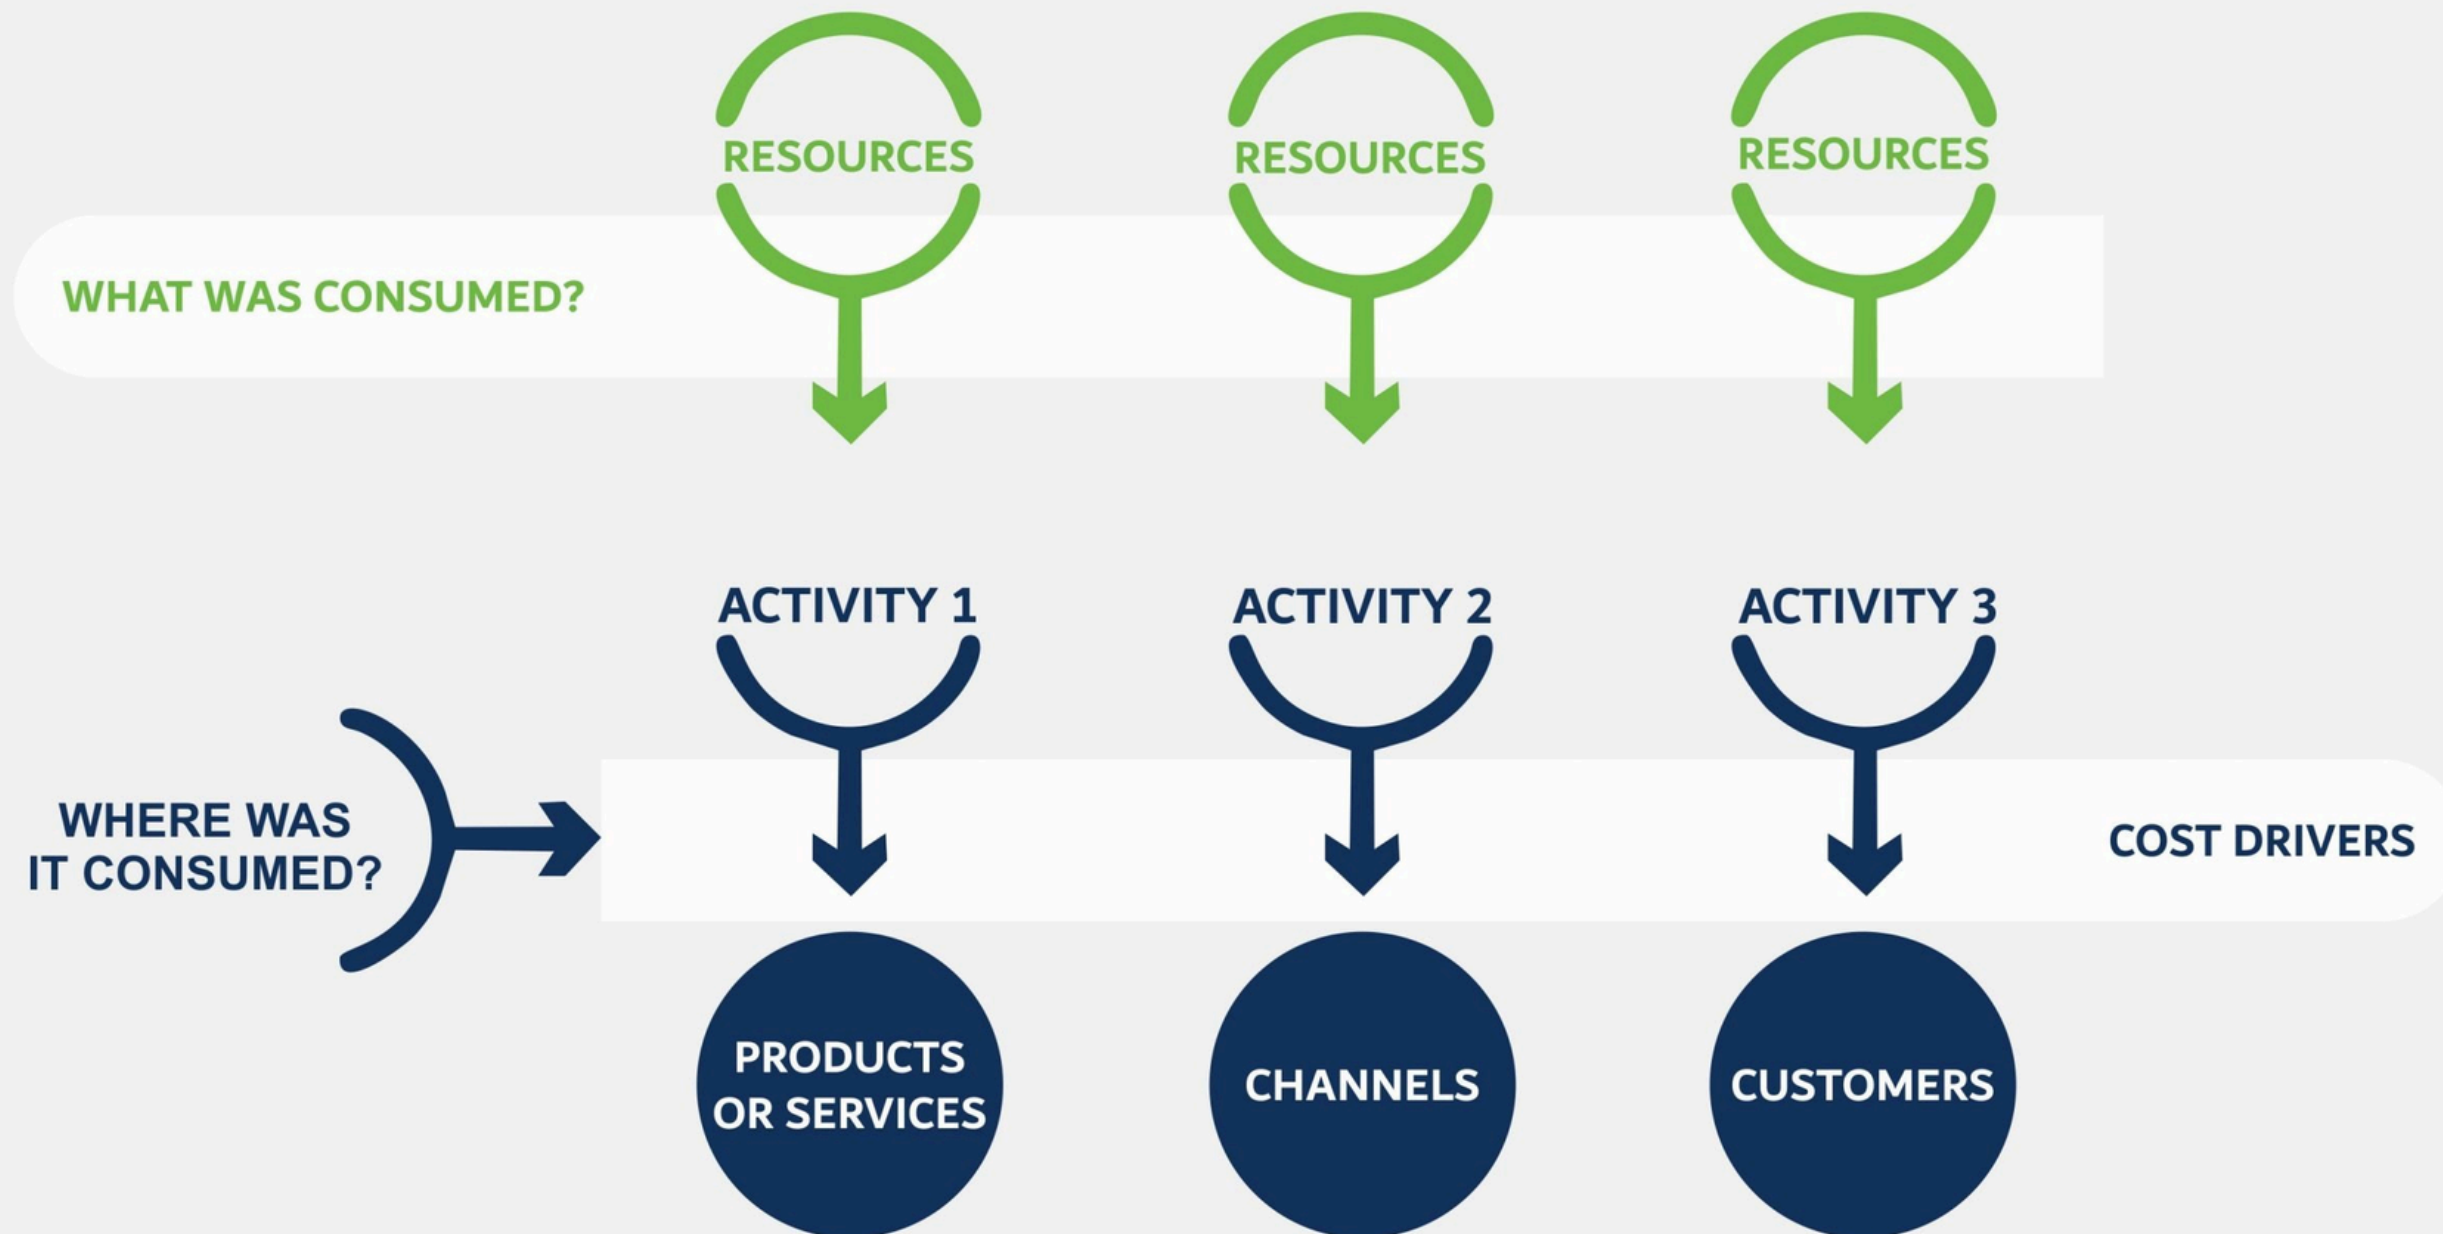 RESOURCES
RESOURCES
RESOURCES
WHAT WAS CONSUMED?
ACTIVITY 1
ACTIVITY 2
ACTIVITY 3
WHERE WAS
IT CONSUMED?
COST DRIVERS
PRODUCTS
OR SERVICES
CHANNELS
CUSTOMERS